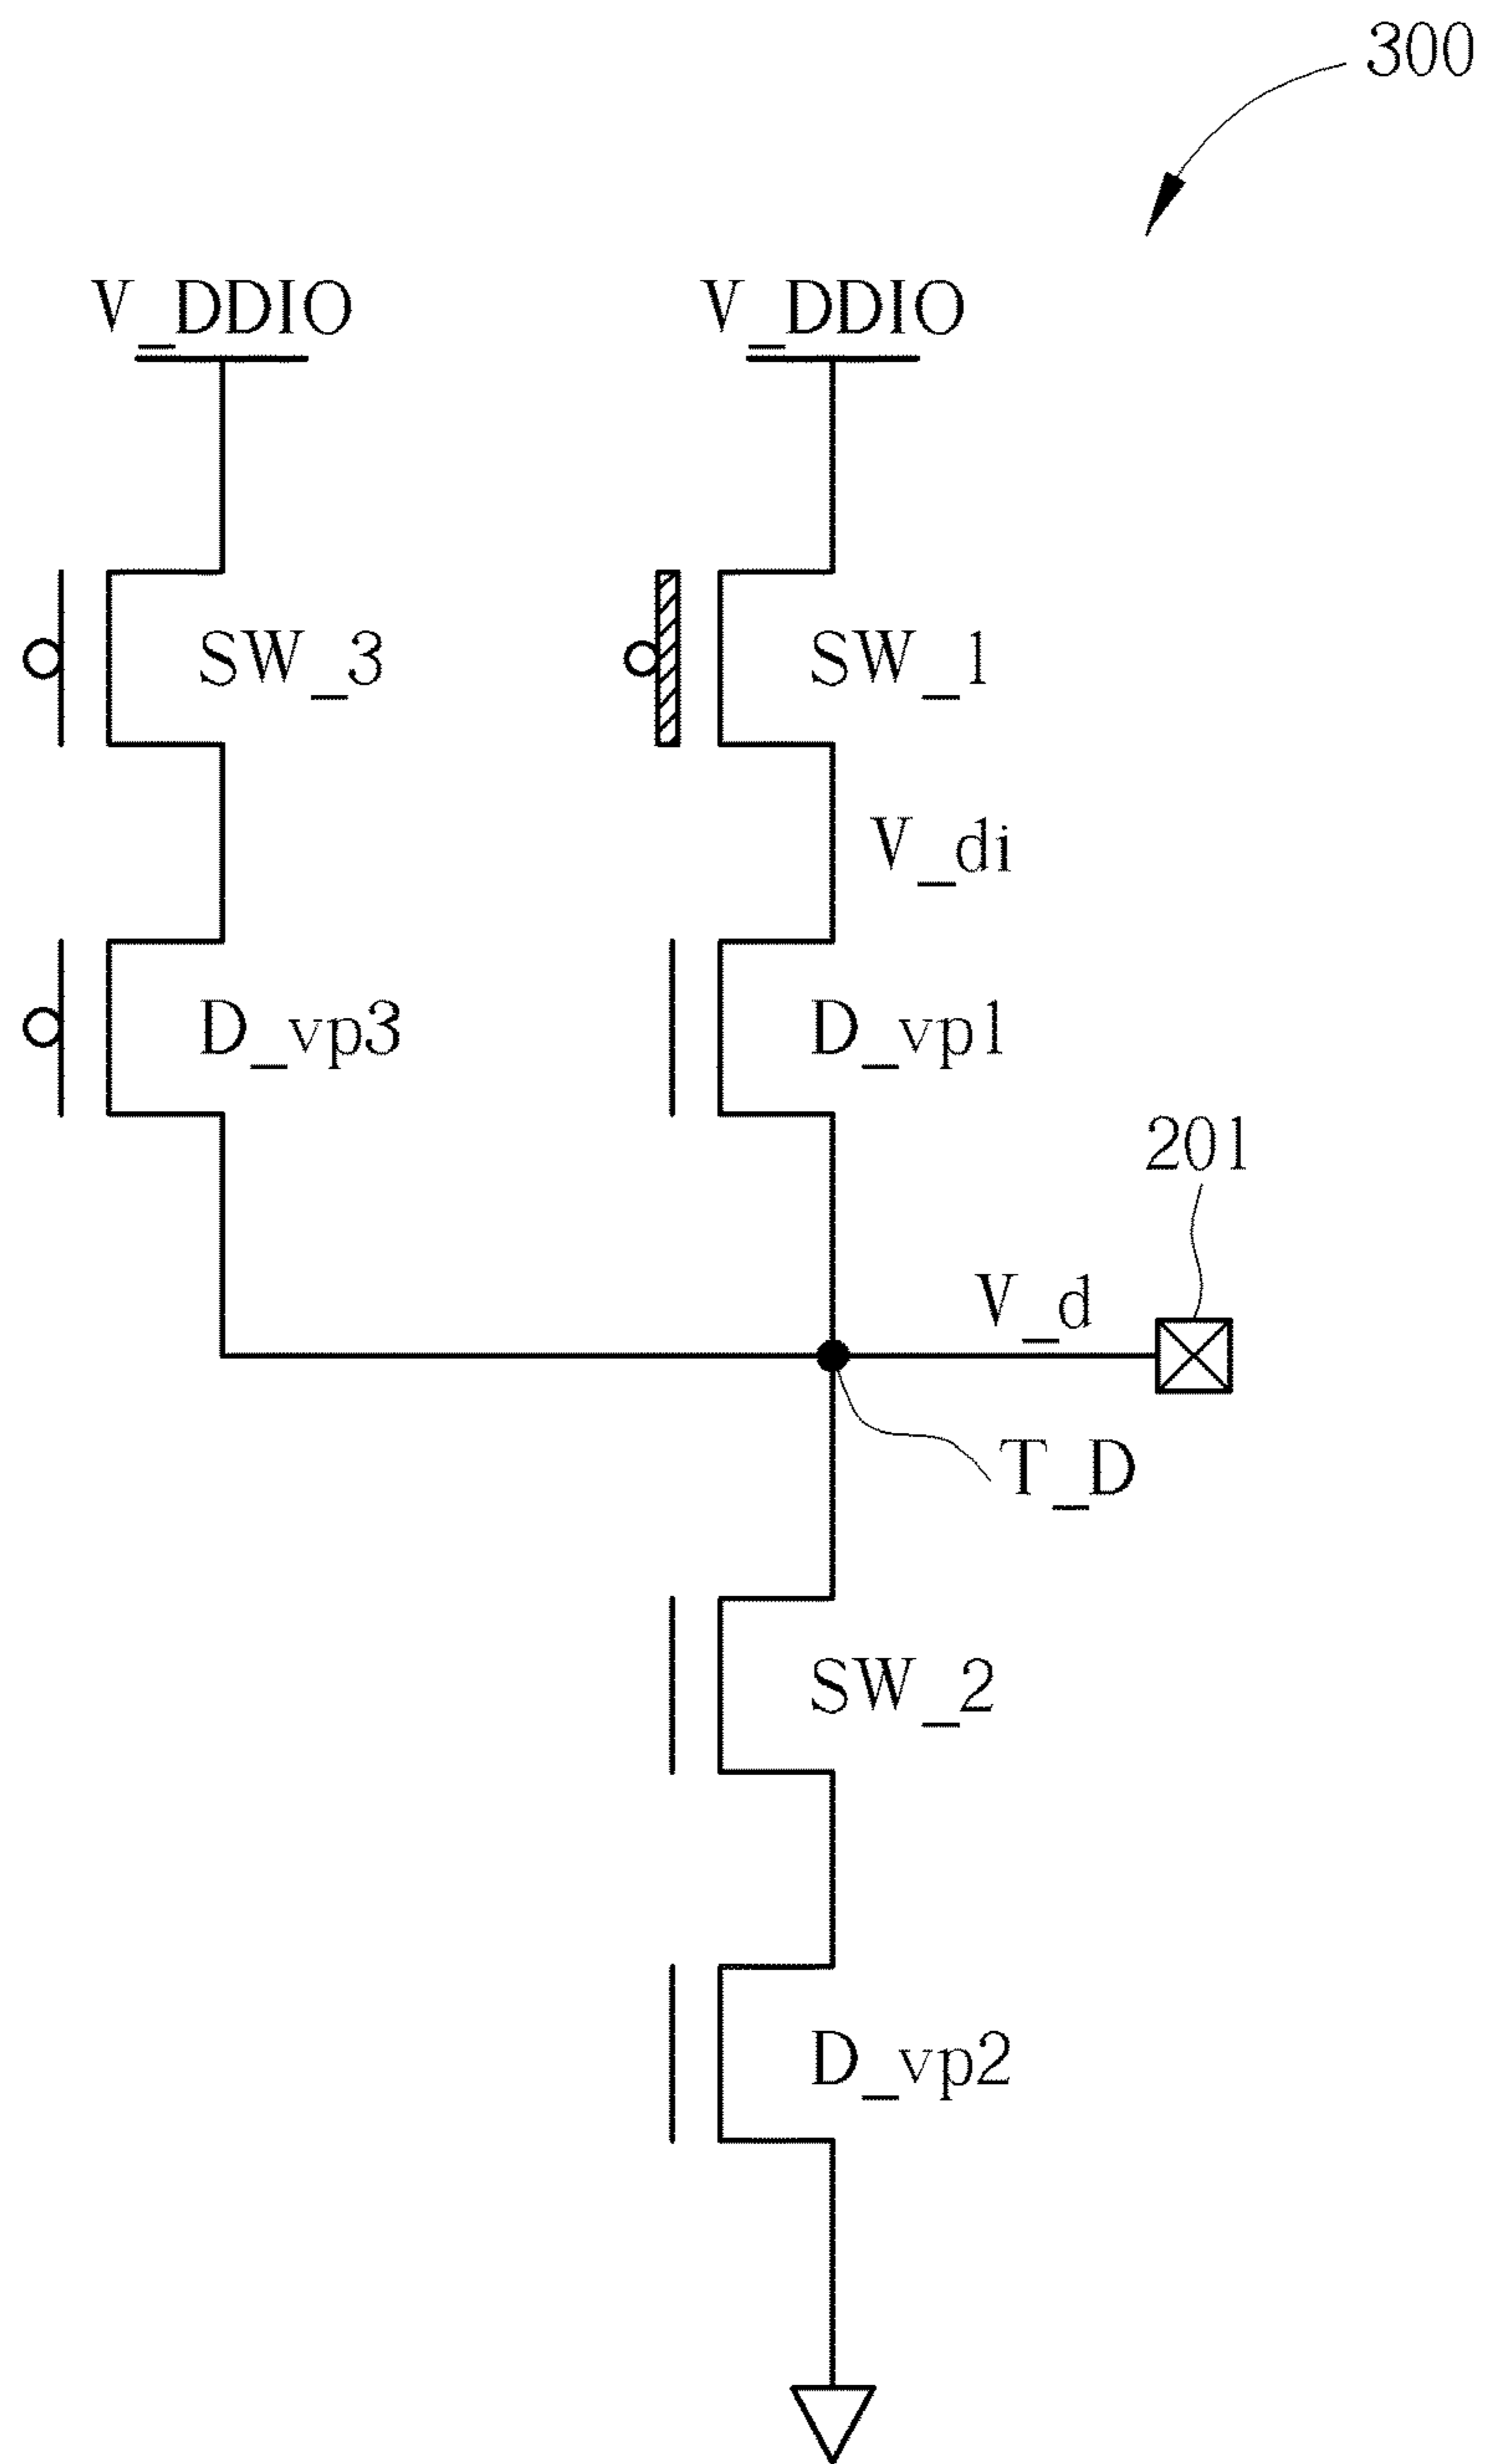 300
V_DDIO
V_DDIO
SW_3
SW_1
V_di
D_vp3
D_vp1
201
V_d
T_D
SW_2
D_vp2